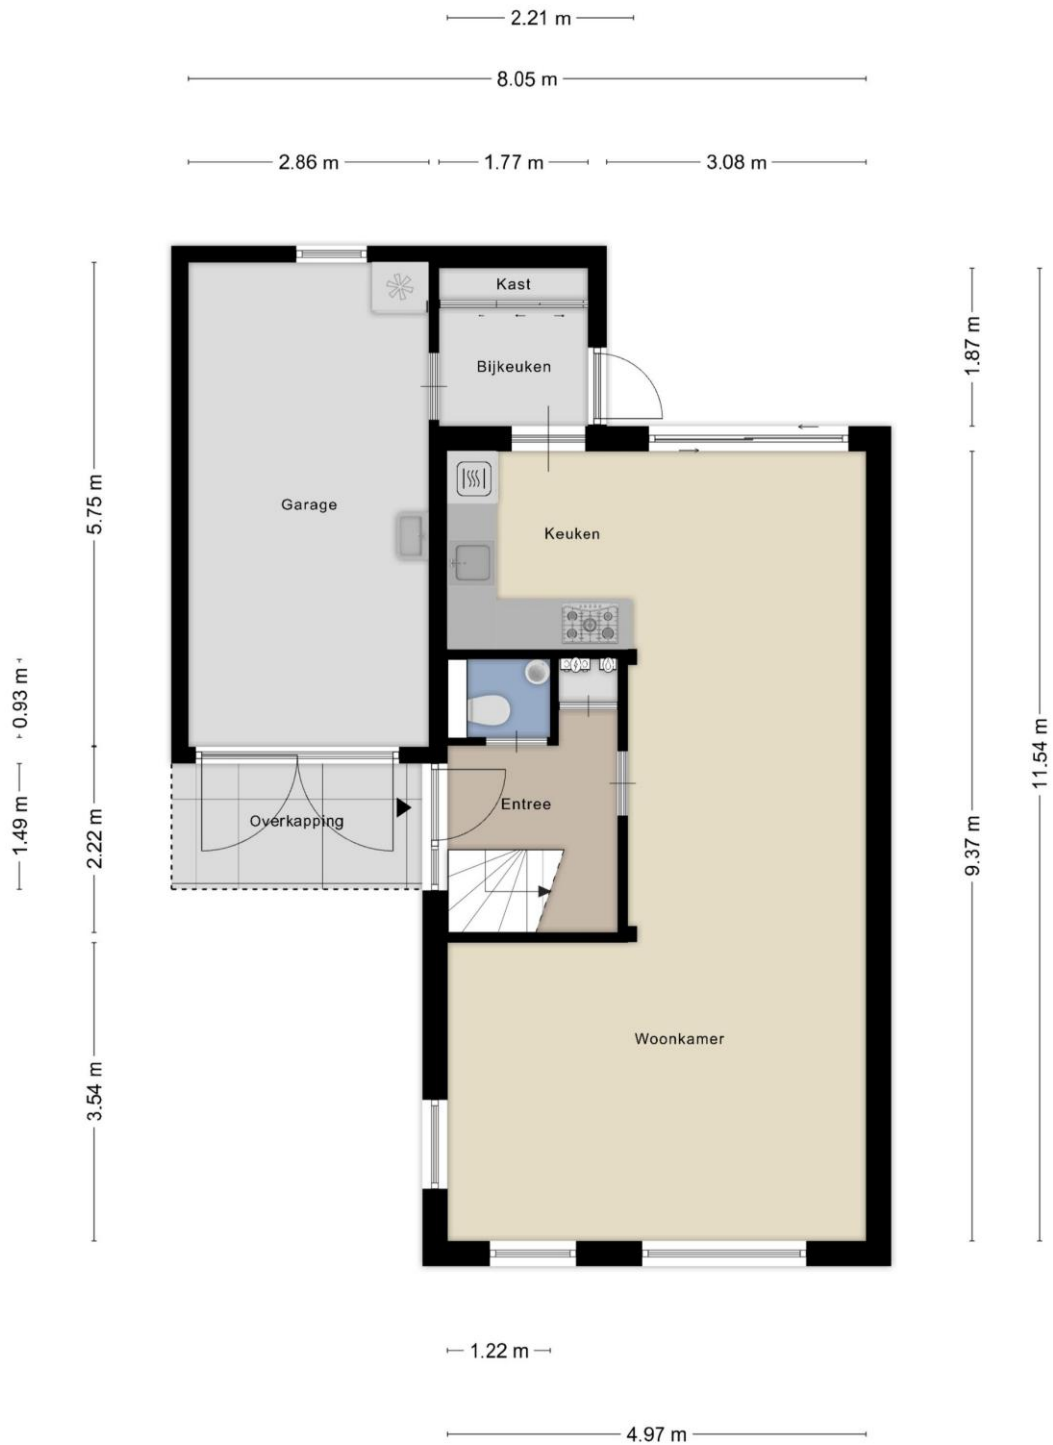 2.21 m
8.05 m
2.86 m
1.77 m
3.08 m
Kast
Bijkeuken
1.87 m
5.75 m
Garage
Keuken
0.93 m
11.54 m
1.49 m
2.22 m
Overkapping
Entree
9.37 m
3.54 m
Woonkamer
1.22 m
4.97 m